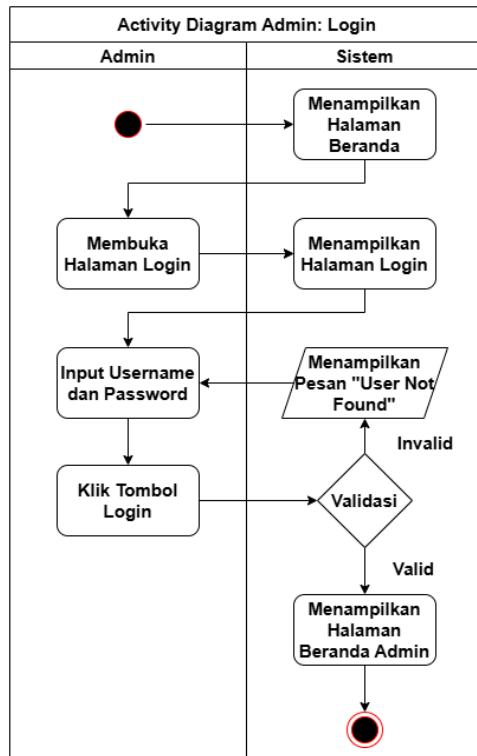 Activity Diagram Admin: Login
Admin
Sistem
Menampilkan
Halaman
Beranda
Membuka
Halaman Login
Menampilkan
Halaman Login
Input Username
dan Password
Menampilkan
Pesan "User Not
Found"
Invalid
Klik Tombol
Login
Validasi
Valid
Menampilkan
Halaman
Beranda Admin